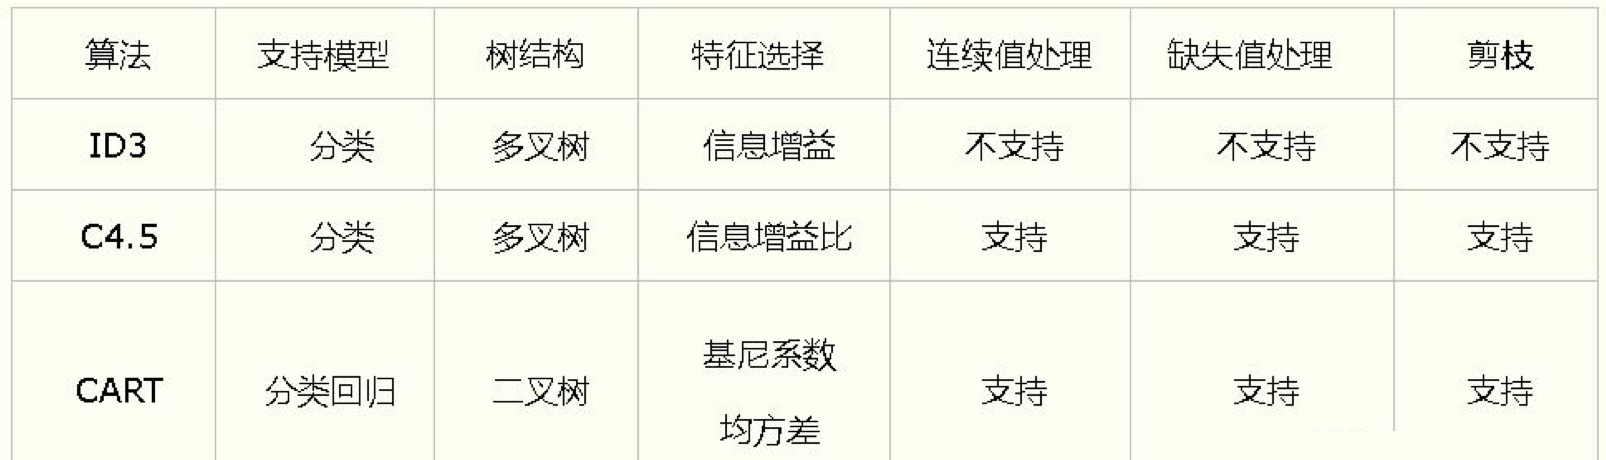 算法 支持模型 树结构 特征选择 连续值处理 缺失值处理 剪枝
ID3 分类 多叉树 信息增益 不支持 不支持 不支持
C4.5 分类 多叉树 信息增益比 支持 支持 支持
CART 分类回归 二叉树 基尼系数 支持 支持 支持
均方差